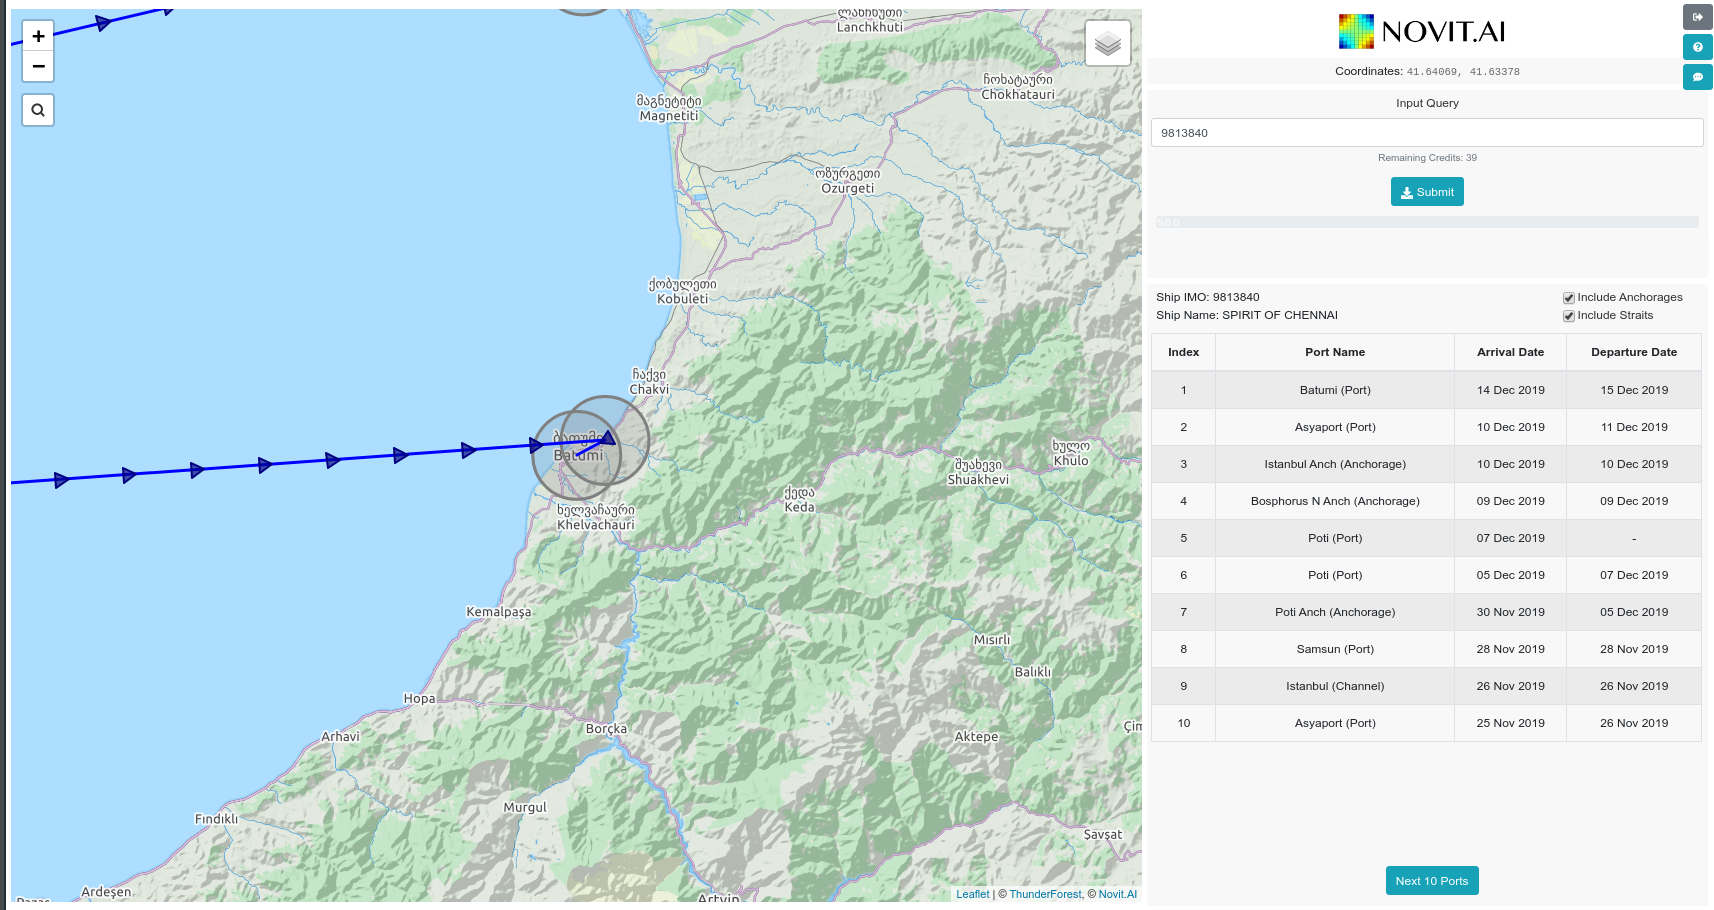 +
−
ლანჩხუთი
Lanchkhuti
ჩოხატაური
Chokhatauri
მაგნეტიტი
Magnetiti
ოზურგეთი
Ozurgeti
ქობულეთი
Kobuleti
ჩაქვი
Chakvi
ბათუმი
Batumi
ხელვაჩაური
Khelvachauri
ქედა
Keda
შუახევი
Shuakhevi
ხულო
Khulo
Kemalpaşa
Mısırlı
Balıklı
Hopa
Arhavi
Borçka
Aktepe
Murgul
Fındıklı
Şavşat
Ardeşen
Artvin
Leaflet | © ThunderForest, © Novit.AI
NOVIT.AI
Coordinates: 41.64069, 41.63378
Input Query
9813840
Remaining Credits: 39
Submit
Ship IMO: 9813840
Include Anchorages
Ship Name: SPIRIT OF CHENNAI
Include Straits
Index Port Name Arrival Date Departure Date
1 Batumi (Port) 14 Dec 2019 15 Dec 2019
2 Asyaport (Port) 10 Dec 2019 11 Dec 2019
3 Istanbul Anch (Anchorage) 10 Dec 2019 10 Dec 2019
4 Bosphorus N Anch (Anchorage) 09 Dec 2019 09 Dec 2019
5 Poti (Port) 07 Dec 2019 -
6 Poti (Port) 05 Dec 2019 07 Dec 2019
7 Poti Anch (Anchorage) 30 Nov 2019 05 Dec 2019
8 Samsun (Port) 28 Nov 2019 28 Nov 2019
9 Istanbul (Channel) 26 Nov 2019 26 Nov 2019
10 Asyaport (Port) 25 Nov 2019 26 Nov 2019
Next 10 Ports